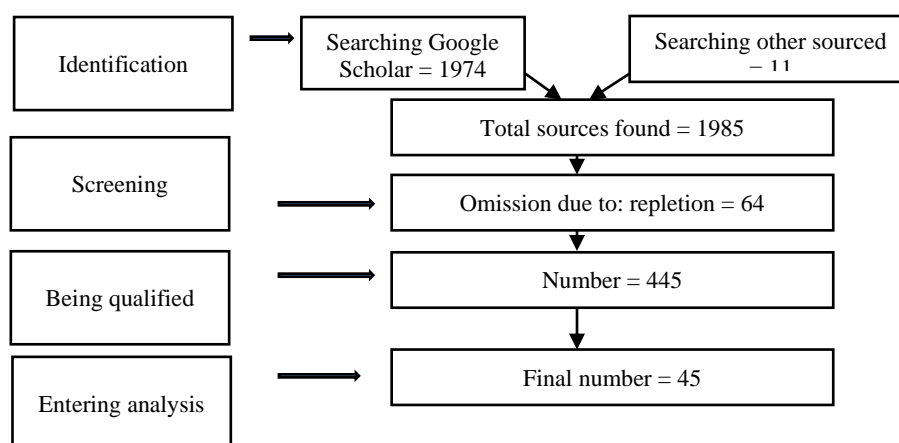 Identification
Searching Google
Scholar = 1974
Searching other sourced
= 11
Total sources found = 1985
Screening
Omission due to: repletion = 64
Being qualified
Number = 445
Entering analysis
Final number = 45